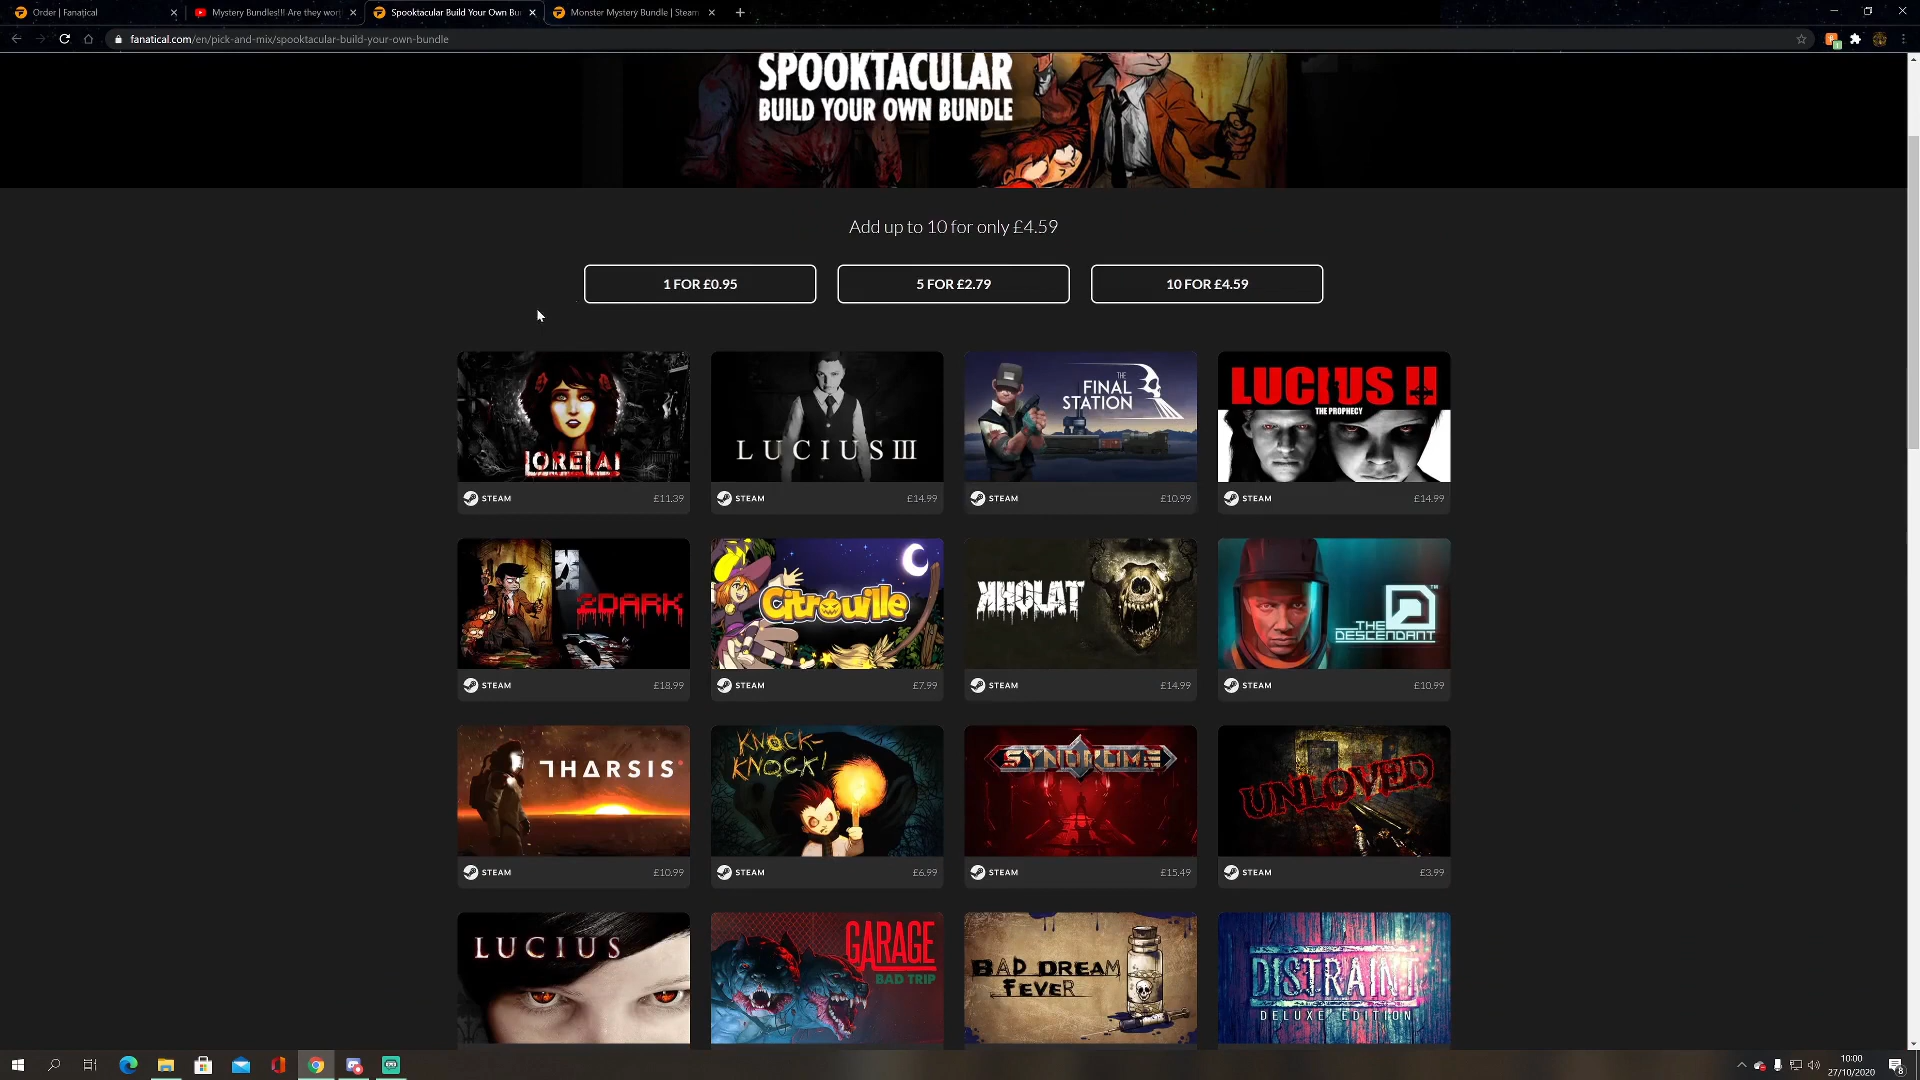 Order | Fanatical
Mystery Bundles!!! Are they wor
Spooktacular Build Your Own Bu
Monster Mystery Bundle | Steam
fanatical.com/en/pick-and-mix/spooktacular-build-your-own-bundle
SPOOKTACULAR
BUILD YOUR OWN BUNDLE
Add up to 10 for only £4.59
1 FOR £0.95
5 FOR £2.79
10 FOR £4.59
LORELAI
LUCIUS III
THE FINAL STATION
LUCIUS II
THE PROPHECY
STEAM £11.39
STEAM £14.99
STEAM £10.99
STEAM £14.99
2DARK
Citrouille
KHOLAT
THE DESCENDANT™
STEAM £18.99
STEAM £7.99
STEAM £14.99
STEAM £10.99
THARSIS
KNOCK-
KNOCK!
SYNDROME
UNLOVED
STEAM £10.99
STEAM £6.99
STEAM £15.49
STEAM £3.99
LUCIUS
GARAGE
BAD TRIP
BAD DREAM
FEVER
DISTRAINT
DELUXE EDITION
10:00
27/10/2020